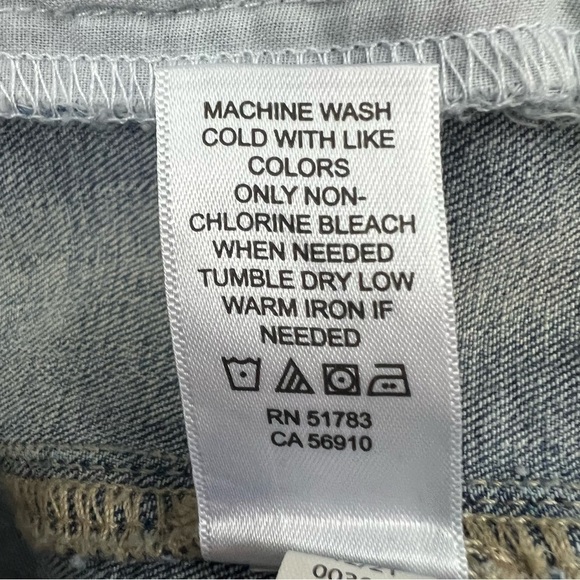 MACHINE WASH
COLD WITH LIKE
COLORS
ONLY NON-
CHLORINE BLEACH
WHEN NEEDED
TUMBLE DRY LOW
WARM IRON IF
NEEDED
RN 51783
CA 56910